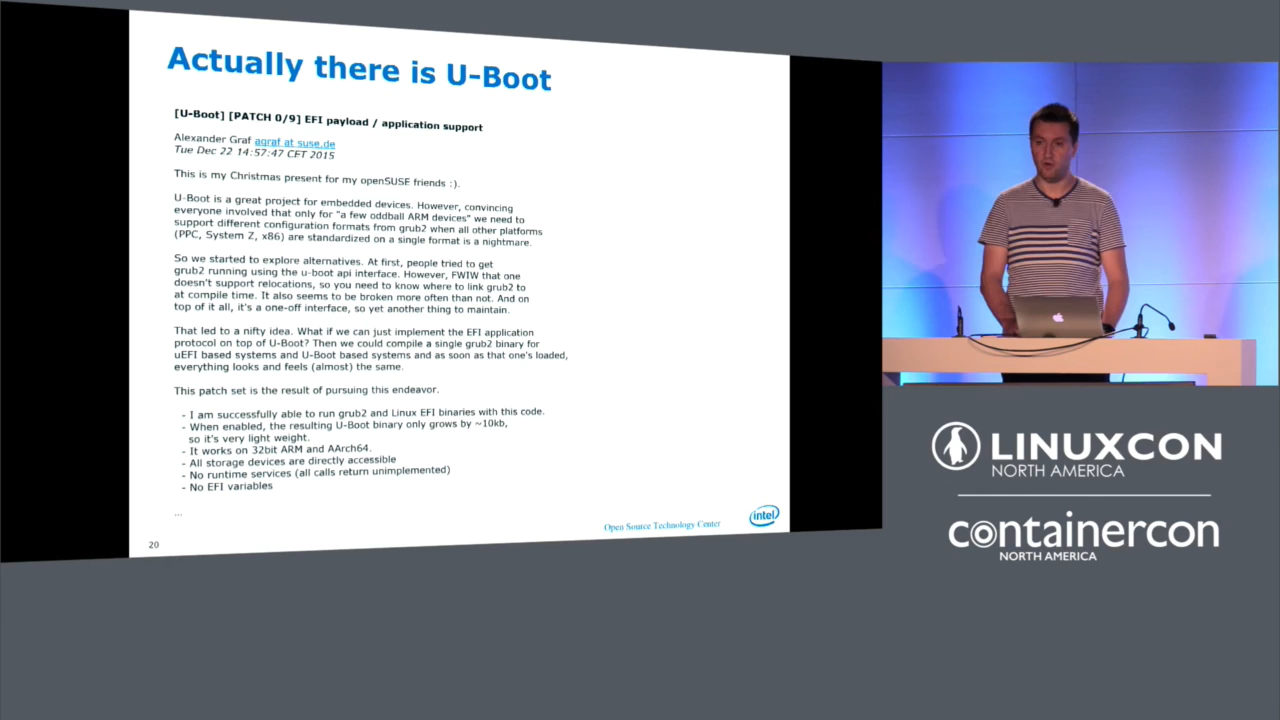 Actually there is U-Boot
[U-Boot] [PATCH 0/9] EFI payload / application support
Alexander Graf agraf at suse.de
Tue Dec 22 14:57:47 CET 2015
This is my Christmas present for my openSUSE friends :).
U-Boot is a great project for embedded devices. However, convincing
everyone involved that only for "a few oddball ARM devices" we need to
support different configuration formats from grub2 when all other platforms
(PPC, System Z, x86) are standardized on a single format is a nightmare.
So we started to explore alternatives. At first, people tried to get
grub2 running using the u-boot api interface. However, FWIW that one
doesn't support relocations, so you need to know where to link grub2 to
at compile time. It also seems to be broken more often than not. And on
top of it all, it's a one-off interface, so yet another thing to maintain.
That led to a nifty idea. What if we can just implement the EFI application
protocol on top of U-Boot? Then we could compile a single grub2 binary for
uEFI based systems and U-Boot based systems and as soon as that one's loaded,
everything looks and feels (almost) the same.
This patch set is the result of pursuing this endeavor.
- I am successfully able to run grub2 and Linux EFI binaries with this code.
- When enabled, the resulting U-Boot binary only grows by ~10kb,
so it's very light weight.
- It works on 32bit ARM and AArch64.
- All storage devices are directly accessible
- No runtime services (all calls return unimplemented)
- No EFI variables
...
Open Source Technology Center
intel
20
LINUXCON
NORTH AMERICA
containercon
NORTH AMERICA